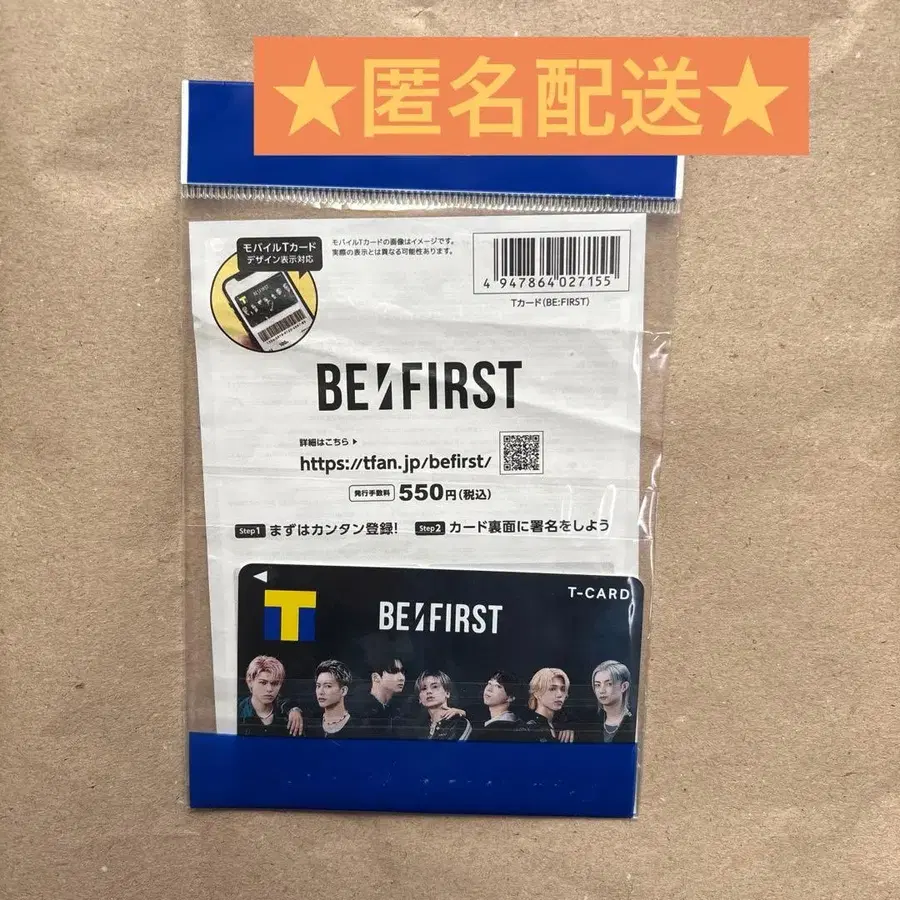 ★匿名配送★
モバイルTカード
デザイン表示対応
モバイルTカードの画像はイメージです。
実際の表示とは異なる可能性あります。
4 947864 027155
Tカード(BE:FIRST)
BE:FIRST
詳細はこちら▶
https://tfan.jp/befirst/
発行手数料 550円(税込)
Step1 まずはカンタン登録! Step2 カード裏面に署名をしよう
T-CARD
T BE:FIRST